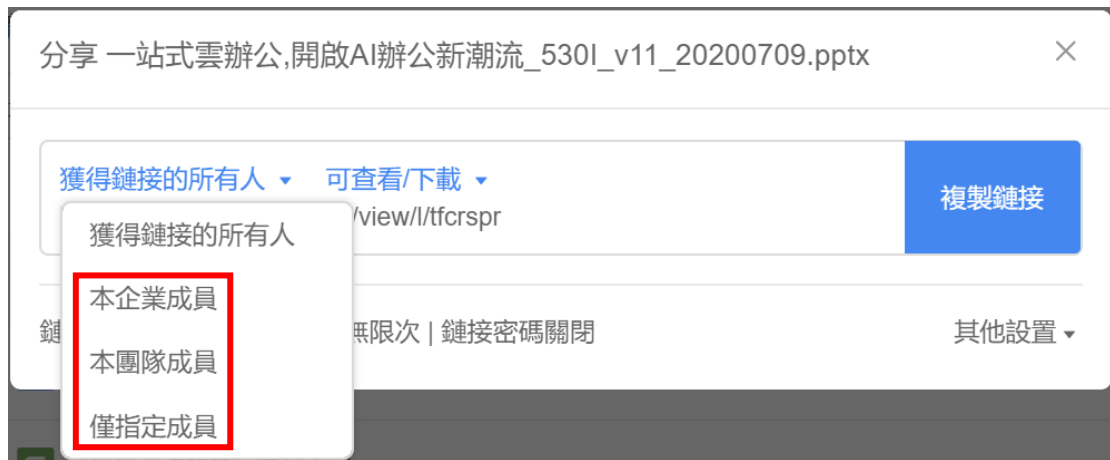 分享 一站式雲辦公,開啟AI辦公新潮流_530I_v11_20200709.pptx
獲得鏈接的所有人 可查看/下載
/view/l/tfcrspr
複製鏈接
獲得鏈接的所有人
本企業成員
本團隊成員
僅指定成員
無限次 | 鏈接密碼關閉
其他設置